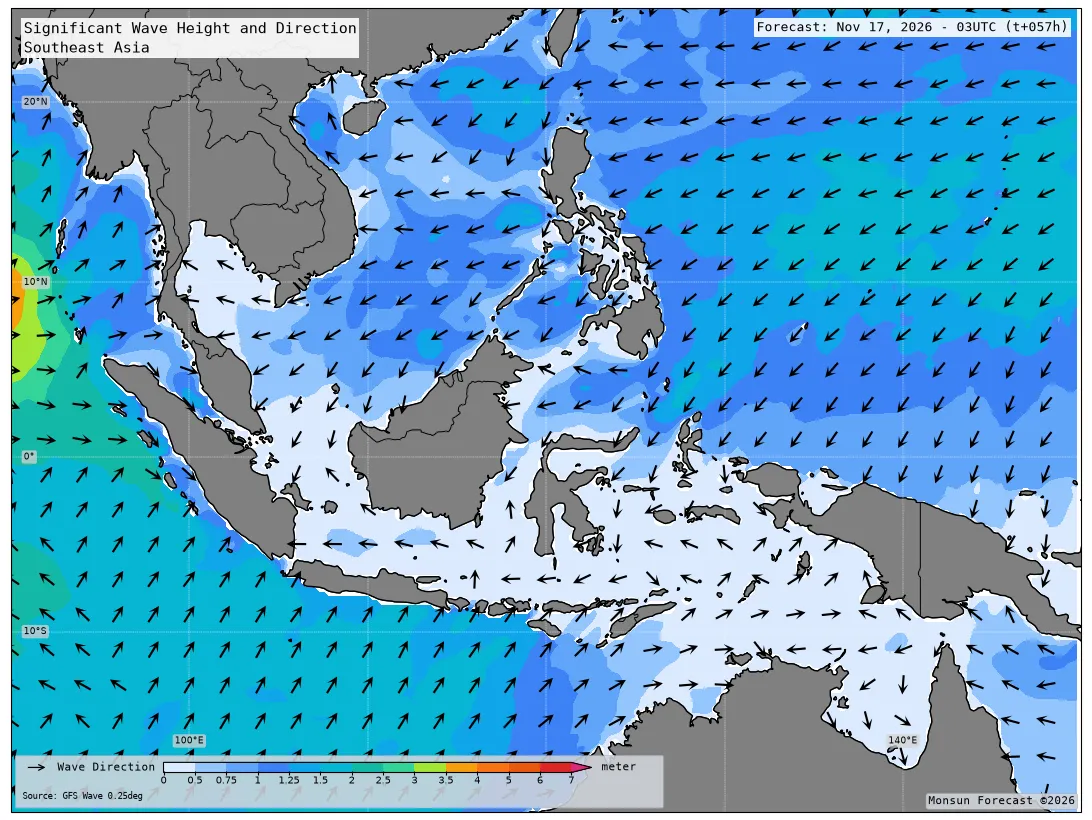 Significant Wave Height and Direction
Southeast Asia
Forecast: Nov 17, 2026 - 03UTC (t+057h)
20°N
10°N
0°
10°S
100°E
140°E
Wave Direction
meter
0 0.5 0.75 1 1.25 1.5 2 2.5 3 3.5 4 5 6 7
Source: GFS Wave 0.25deg
Monsun Forecast ©2026